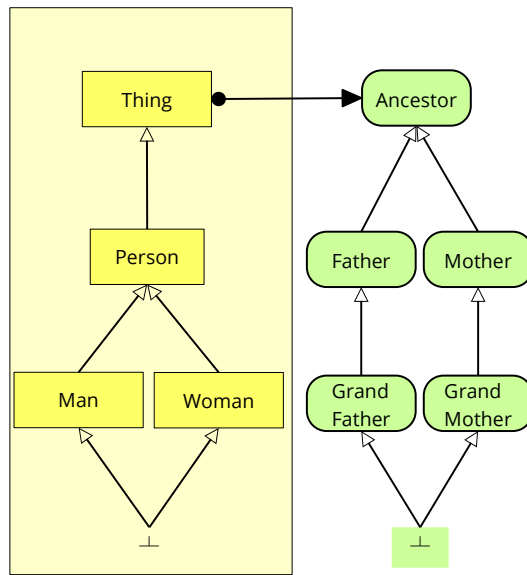 Thing
Ancestor
Person
Father
Mother
Man
Woman
Grand
Father
Grand
Mother
⊥
⊥